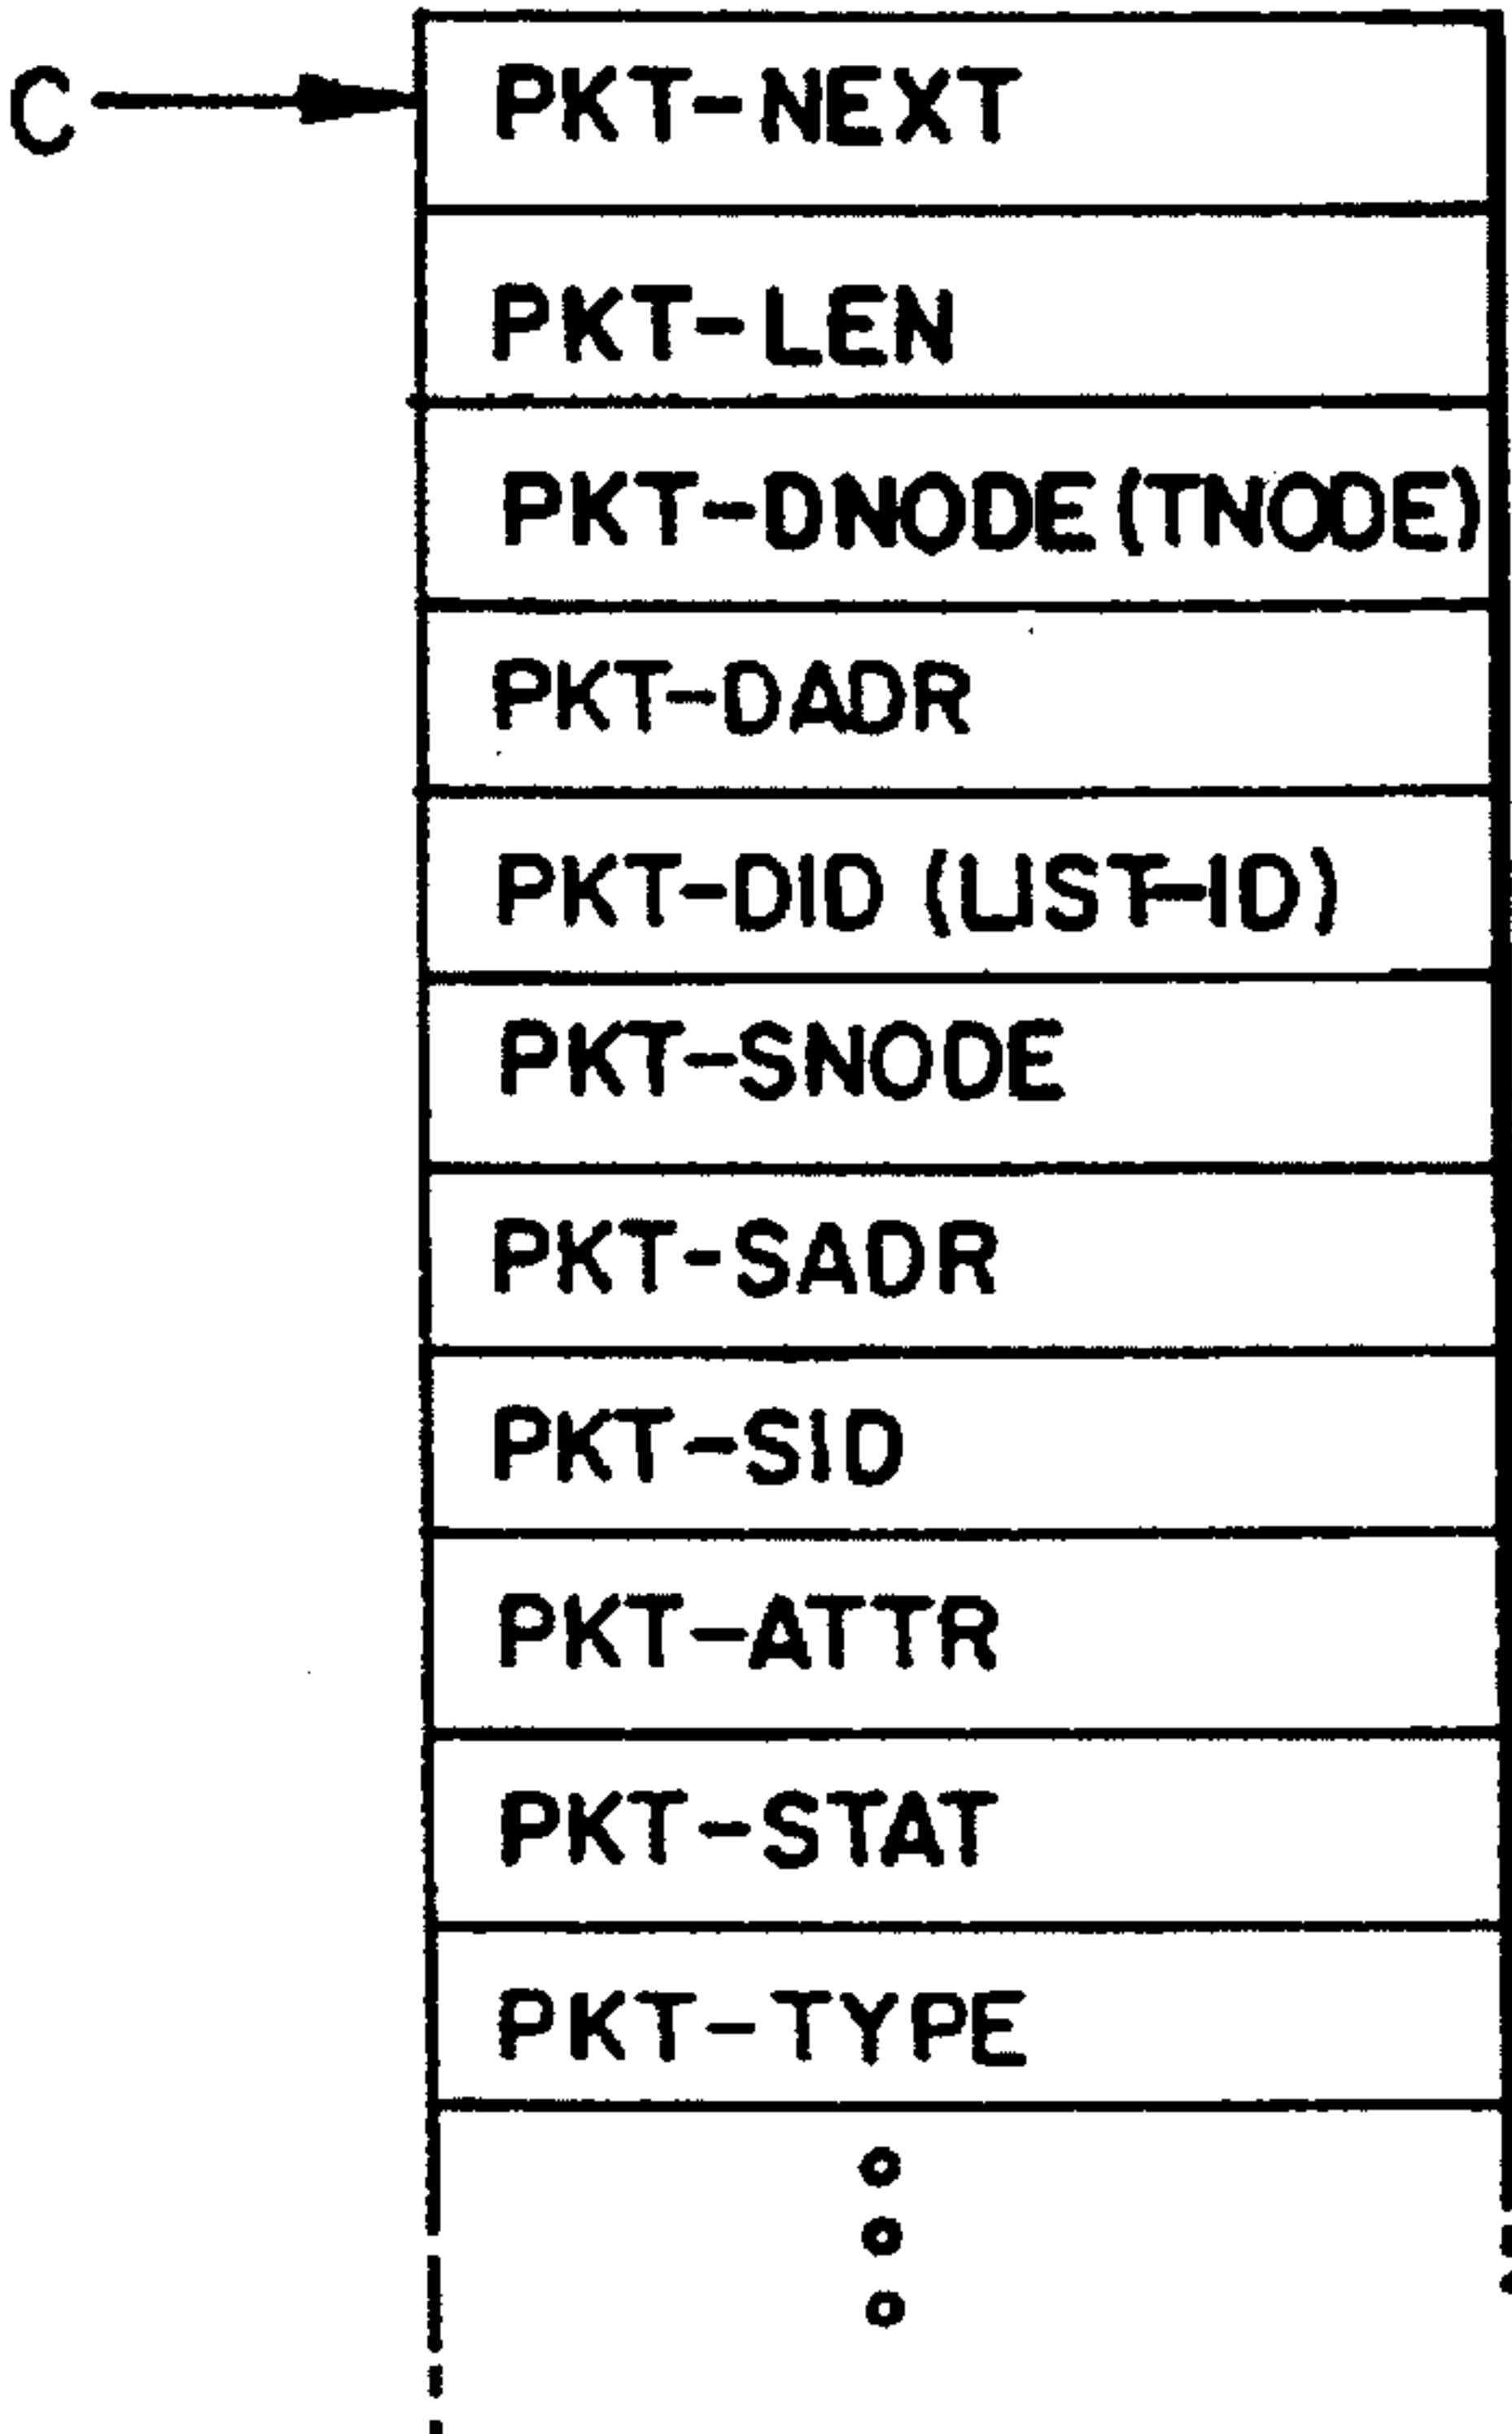 C
PKT-NEXT
PKT-LEN
PKT-DNODE(TNODE)
PKT-DADR
PKT-DID (LIST-ID)
PKT-SNODE
PKT-SADR
PKT-SID
PKT-ATTR
PKT-STAT
PKT-TYPE